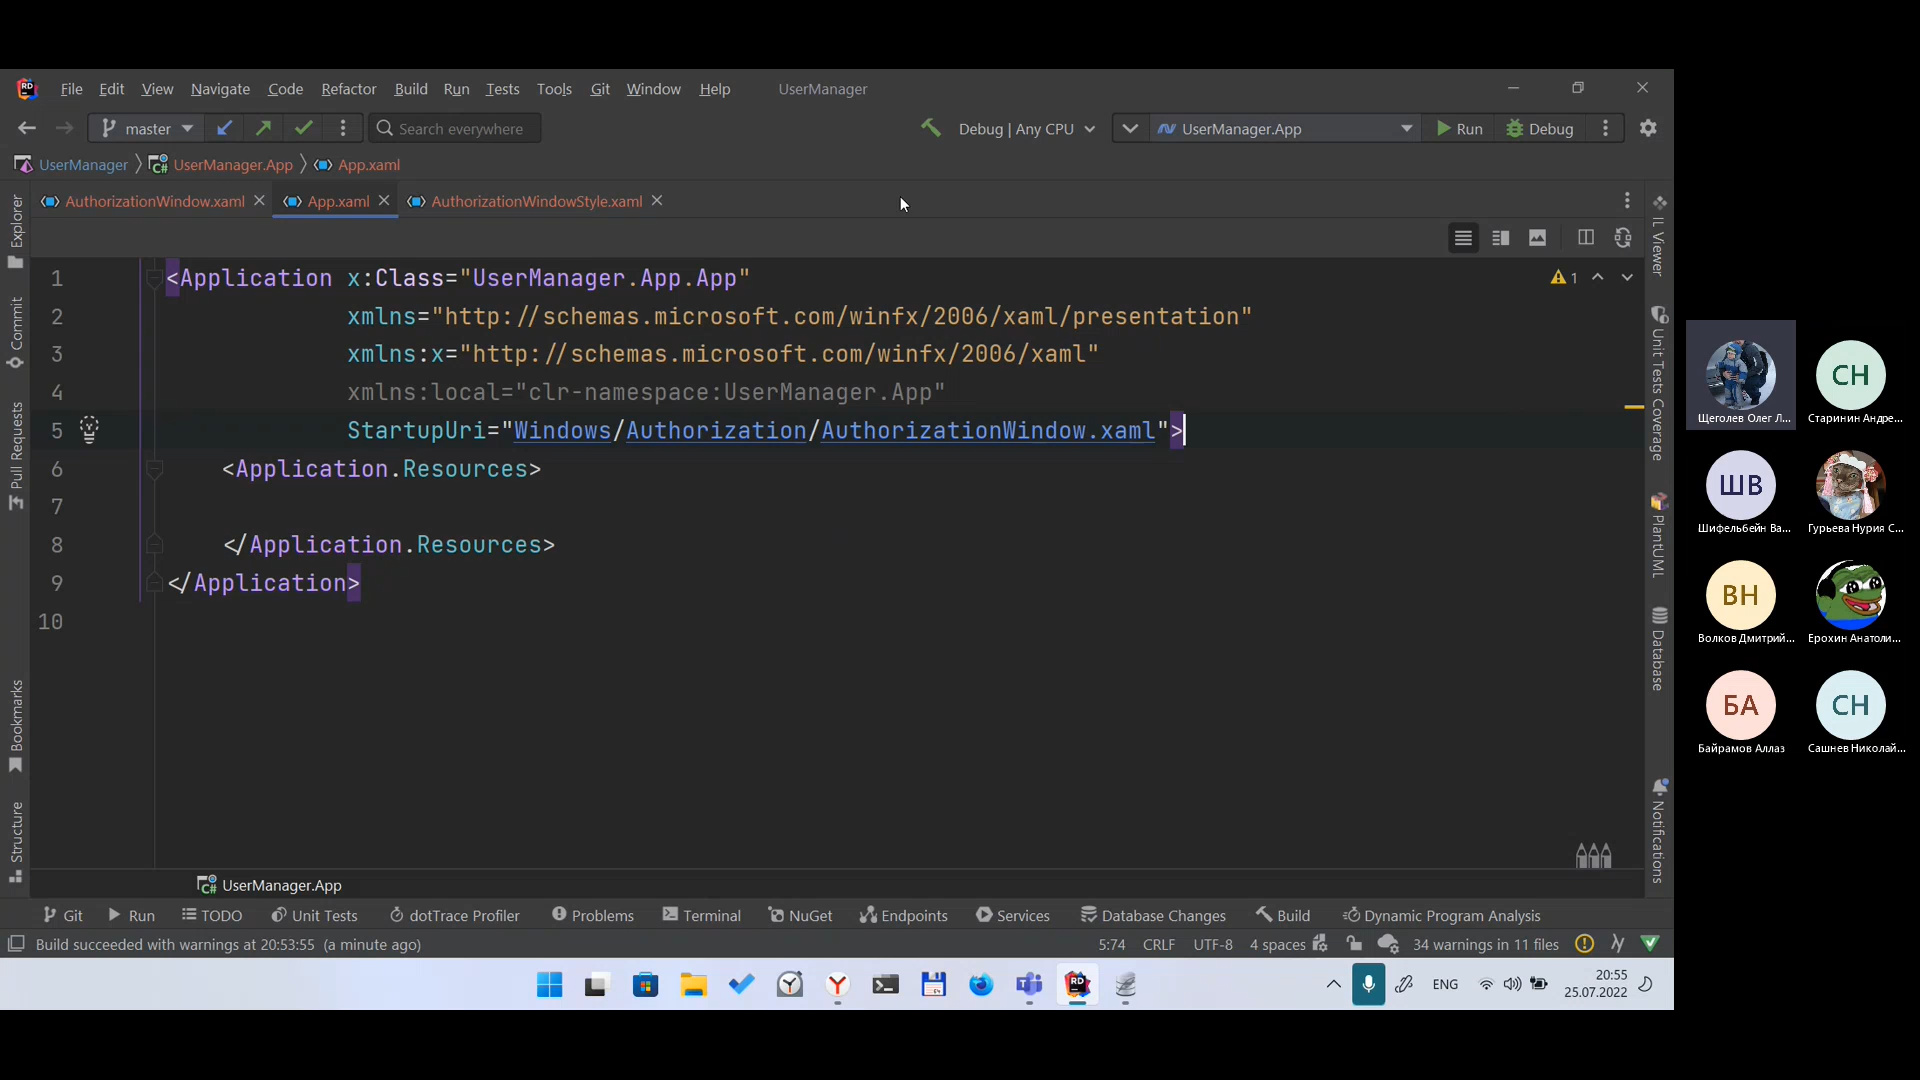 RD File Edit View Navigate Code Refactor Build Run Tests Tools Git Window Help UserManager
master Search everywhere Debug | Any CPU UserManager.App Run Debug
UserManager UserManager.App App.xaml
AuthorizationWindow.xaml App.xaml AuthorizationWindowStyle.xaml
Explorer
Commit
Pull Requests
Bookmarks
Structure
1 <Application x:Class="UserManager.App.App"
2 xmlns="http://schemas.microsoft.com/winfx/2006/xaml/presentation"
3 xmlns:x="http://schemas.microsoft.com/winfx/2006/xaml"
4 xmlns:local="clr-namespace:UserManager.App"
5 StartupUri="Windows/Authorization/AuthorizationWindow.xaml">
6 <Application.Resources>
7
8 </Application.Resources>
9 </Application>
10
1
IL Viewer
Unit Tests Coverage
PlantUML
Database
Notifications
C# UserManager.App
Git Run TODO Unit Tests dotTrace Profiler Problems Terminal NuGet Endpoints Services Database Changes Build Dynamic Program Analysis
Build succeeded with warnings at 20:53:55 (a minute ago) 5:74 CRLF UTF-8 4 spaces 34 warnings in 11 files
ENG 20:55
25.07.2022
Щеголев Олег Л...
СН
Старинин Андре...
ШВ
Шифельбейн Ва...
Гурьева Нурия С...
ВН
Волков Дмитрий...
Ерохин Анатоли...
БА
Байрамов Аллаз
СН
Сашнев Николай...